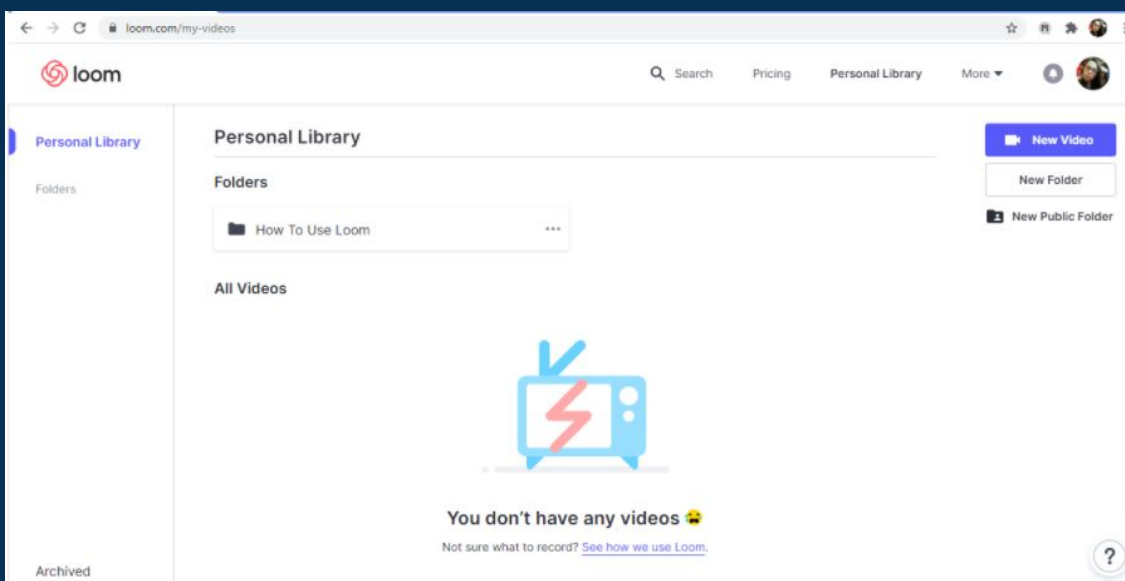 loom.com/my-videos
loom
Search
Pricing
Personal Library
More
Personal Library
Folders
Personal Library
Folders
How To Use Loom
All Videos
You don't have any videos 😭
Not sure what to record? See how we use Loom.
New Video
New Folder
New Public Folder
Archived
?